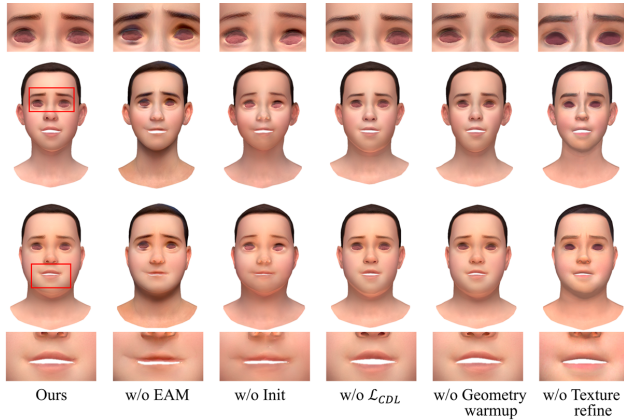 Ours
w/o EAM
w/o Init
w/o ℒ_CDL
w/o Geometry
warmup
w/o Texture
refine